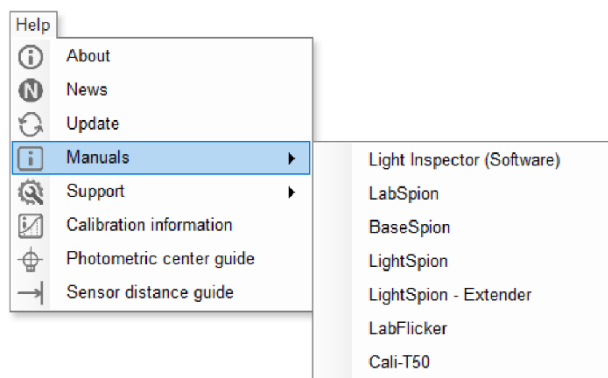 Help
About
News
Update
Manuals
Support
Calibration information
Photometric center guide
Sensor distance guide
Light Inspector (Software)
LabSpion
BaseSpion
LightSpion
LightSpion - Extender
LabFlicker
Cali-T50